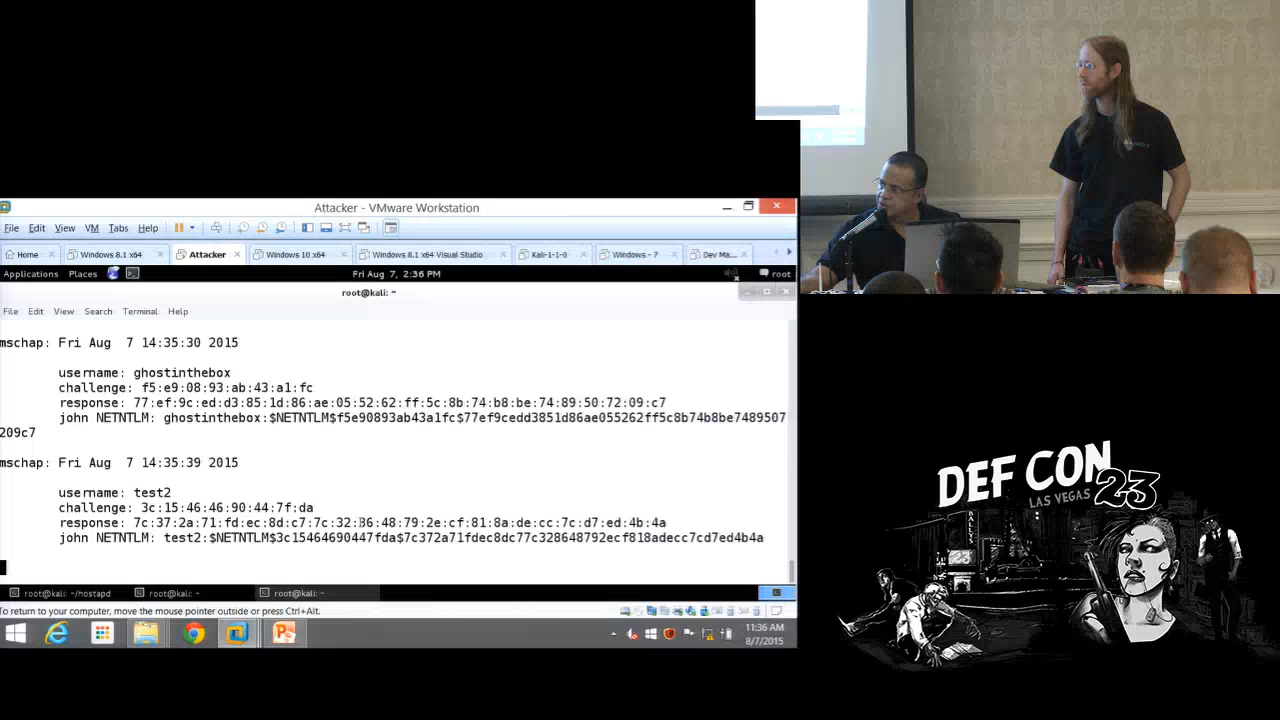 Attacker - VMware Workstation
File Edit View VM Tabs Help
Home Windows 8.1 x64 Attacker Windows 10 x64 Windows 8.1 x64 Visual Studio Kali-1-1-0 Windows - 7 Dev Ma...
Applications Places Fri Aug 7, 2:36 PM root
root@kali: ~
File Edit View Search Terminal Help
mschap: Fri Aug 7 14:35:30 2015
username: ghostinthebox
challenge: f5:e9:08:93:ab:43:a1:fc
response: 77:ef:9c:ed:d3:85:1d:86:ae:05:52:62:ff:5c:8b:74:b8:be:74:89:50:72:09:c7
john NETNTLM: ghostinthebox:$NETNTLM$f5e90893ab43a1fc$77ef9cedd3851d86ae055262ff5c8b74b8be7489507
209c7
mschap: Fri Aug 7 14:35:39 2015
username: test2
challenge: 3c:15:46:46:90:44:7f:da
response: 7c:37:2a:71:fd:ec:8d:c7:7c:32:86:48:79:2e:cf:81:8a:de:cc:7c:d7:ed:4b:4a
john NETNTLM: test2:$NETNTLM$3c15464690447fda$7c372a71fdec8dc77c328648792ecf818adecc7cd7ed4b4a
root@kali: ~/hostapd root@kali: ~ root@kali: ~
To return to your computer, move the mouse pointer outside or press Ctrl+Alt.
11:36 AM
8/7/2015
DEF CON
LAS VEGAS 23
BALLYS